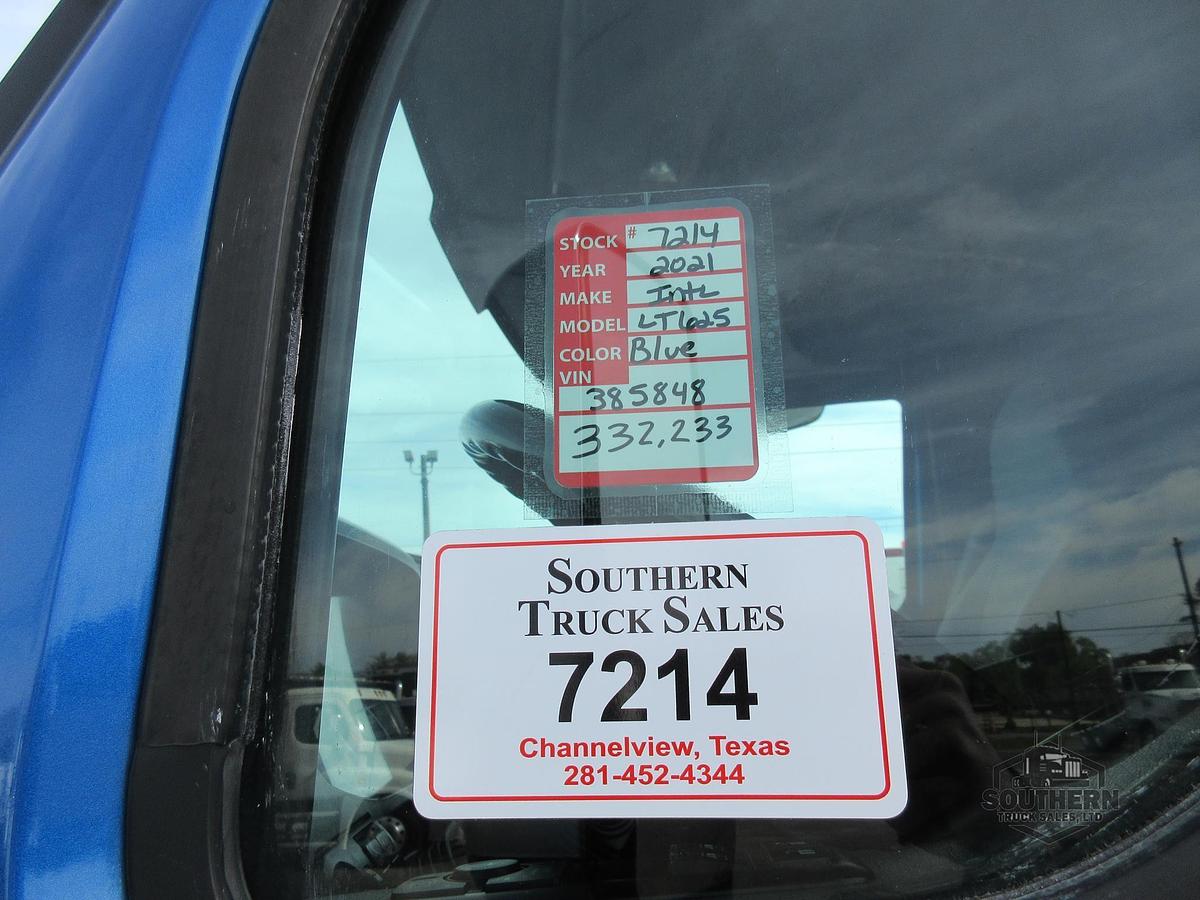 STOCK # 7214
YEAR 2021
MAKE Intl
MODEL LT625
COLOR Blue
VIN
385848
332,233
SOUTHERN
TRUCK SALES
7214
Channelview, Texas
281-452-4344
SOUTHERN
TRUCK SALES, LTD